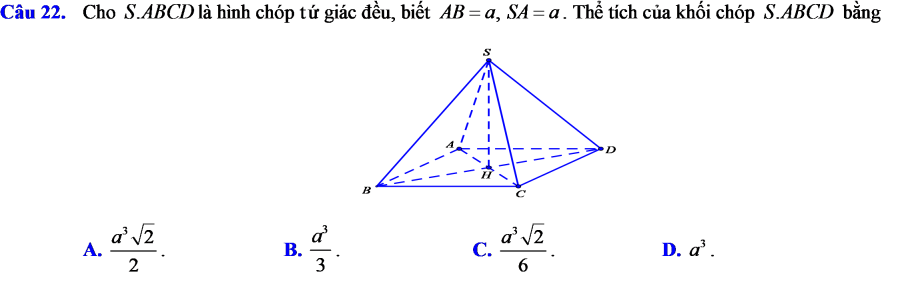 Câu 22. Cho S.ABCD là hình chóp tứ giác đều, biết AB = a, SA = a. Thể tích của khối chóp S.ABCD bằng
S
A
D
H
B
C
A. a³√2/2. B. a³/3. C. a³√2/6. D. a³.